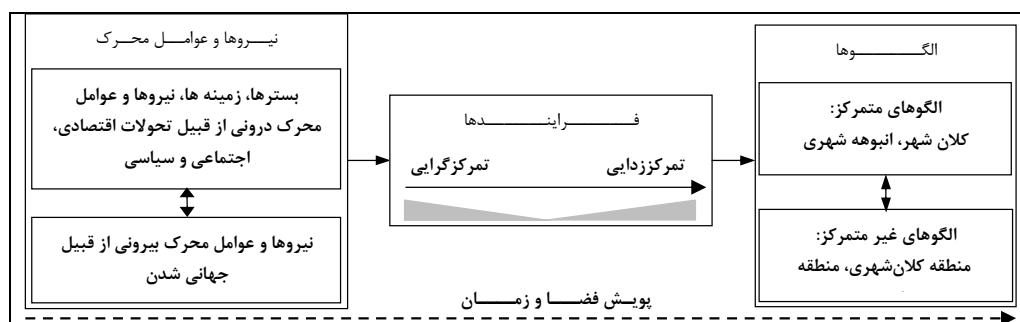 نیروها و عوامل محرک
بسترها، زمینه ها، نیروها و عوامل
محرک درونی از قبیل تحولات اقتصادی،
اجتماعی و سیاسی
نیروها و عوامل محرک بیرونی از قبیل
جهانی شدن
فرایندها
تمرکزگرایی
تمرکززدایی
الگوها
الگوهای متمرکز:
کلان شهر، انبوهه شهری
الگوهای غیر متمرکز:
منطقه کلان‌شهری، منطقه
پویش فضا و زمان